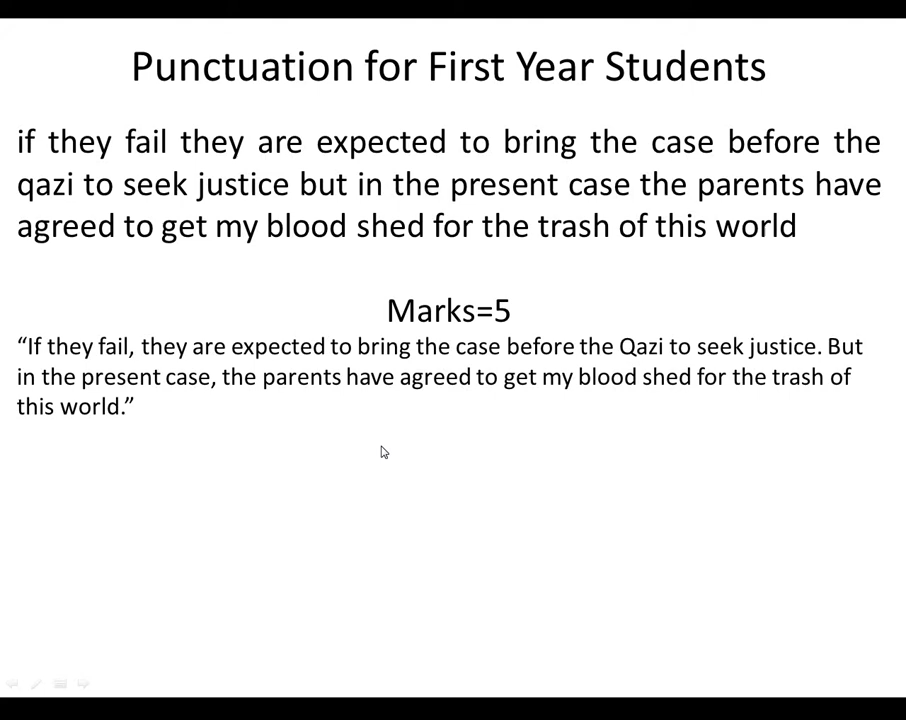 Punctuation for First Year Students
if they fail they are expected to bring the case before the
qazi to seek justice but in the present case the parents have
agreed to get my blood shed for the trash of this world
Marks=5
“If they fail, they are expected to bring the case before the Qazi to seek justice. But
in the present case, the parents have agreed to get my blood shed for the trash of
this world.”